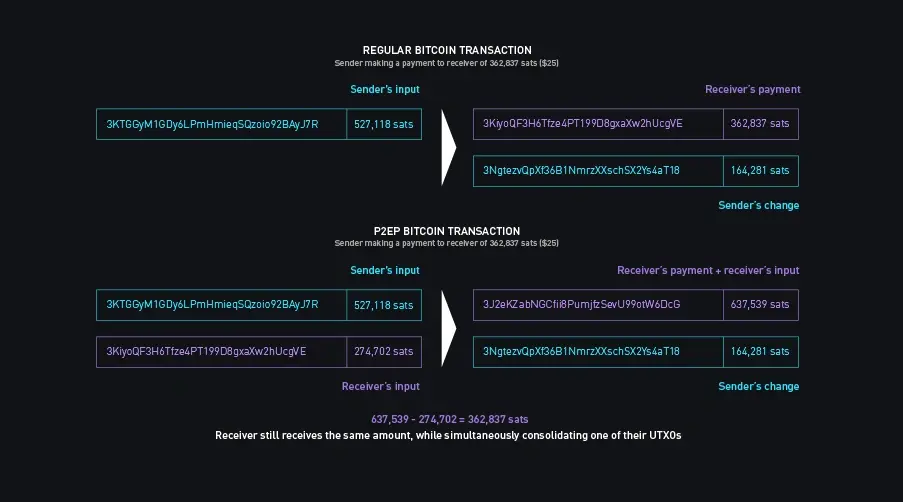 REGULAR BITCOIN TRANSACTION
Sender making a payment to receiver of 362,837 sats ($25)
Sender's input
Receiver's payment
3KTGGyM1GDy6LPmHmieqSQzoio92BAyJ7R 527,118 sats
3KiyoQF3H6Tfze4PT199D8gxaXw2hUcgVE 362,837 sats
3NgtezvQpXf36B1NmrzXXschSX2Ys4aT18 164,281 sats
Sender's change
P2EP BITCOIN TRANSACTION
Sender making a payment to receiver of 362,837 sats ($25)
Sender's input
Receiver's payment + receiver's input
3KTGGyM1GDy6LPmHmieqSQzoio92BAyJ7R 527,118 sats
3J2eKZabNGCfii8PumjfzSevU99otW6DcG 637,539 sats
3KiyoQF3H6Tfze4PT199D8gxaXw2hUcgVE 274,702 sats
3NgtezvQpXf36B1NmrzXXschSX2Ys4aT18 164,281 sats
Receiver's input
Sender's change
637,539 - 274,702 = 362,837 sats
Receiver still receives the same amount, while simultaneously consolidating one of their UTXOs